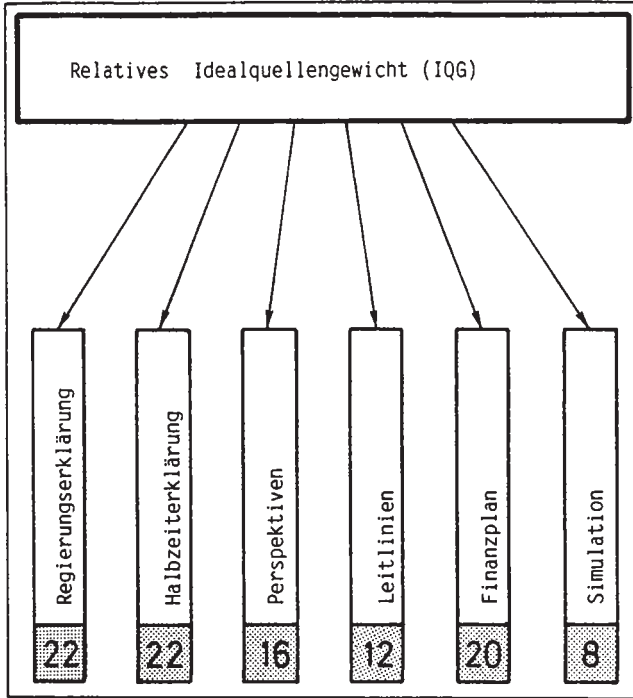 Relatives Idealquellengewicht (IQG)
Regierungserklärung
Halbzeiterklärung
Perspektiven
Leitlinien
Finanzplan
Simulation
22
22
16
12
20
8